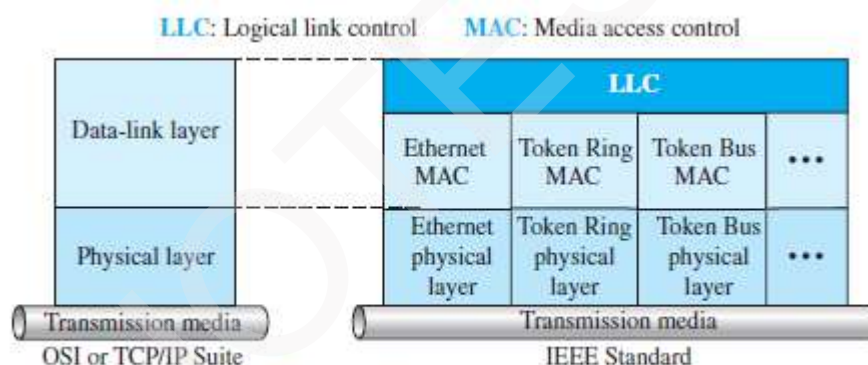 LLC: Logical link control MAC: Media access control
Data-link layer
Physical layer
Transmission media
OSI or TCP/IP Suite
LLC
Ethernet
MAC
Token Ring
MAC
Token Bus
MAC
•••
Ethernet
physical
layer
Token Ring
physical
layer
Token Bus
physical
layer
•••
Transmission media
IEEE Standard